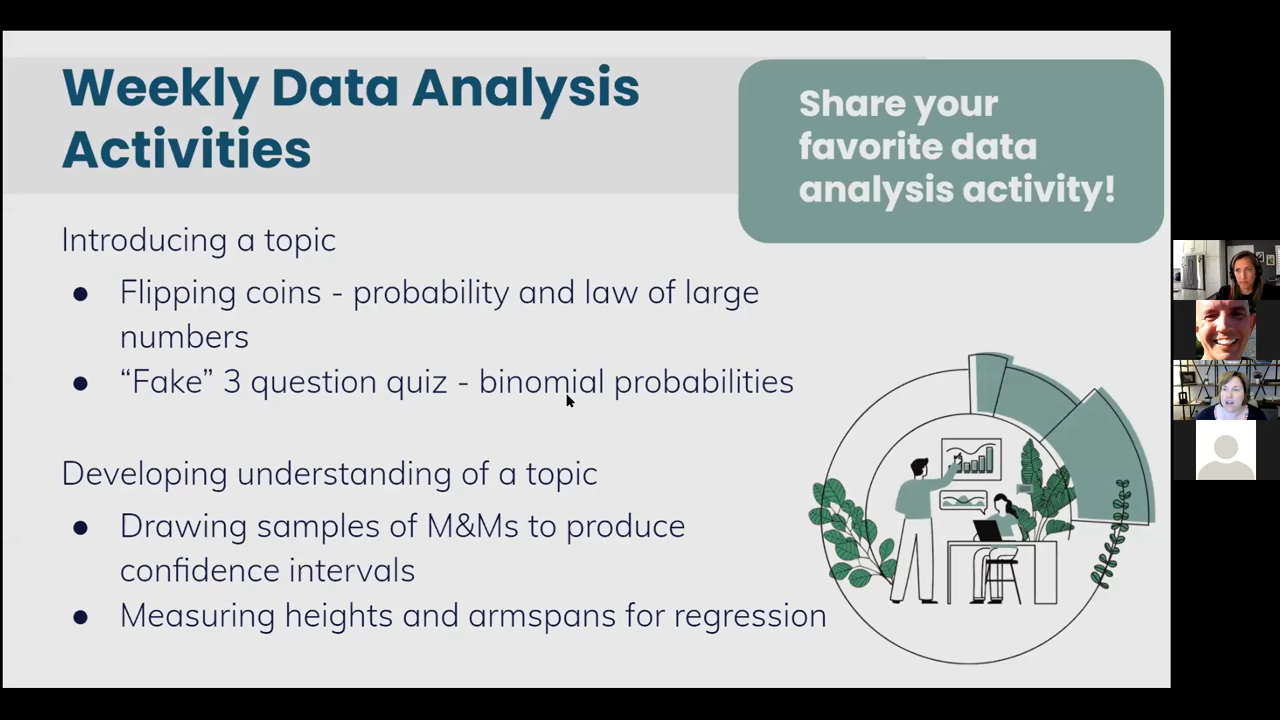 Weekly Data Analysis
Activities
Share your
favorite data
analysis activity!
Introducing a topic
● Flipping coins - probability and law of large
numbers
● “Fake” 3 question quiz - binomial probabilities
Developing understanding of a topic
● Drawing samples of M&Ms to produce
confidence intervals
● Measuring heights and armspans for regression